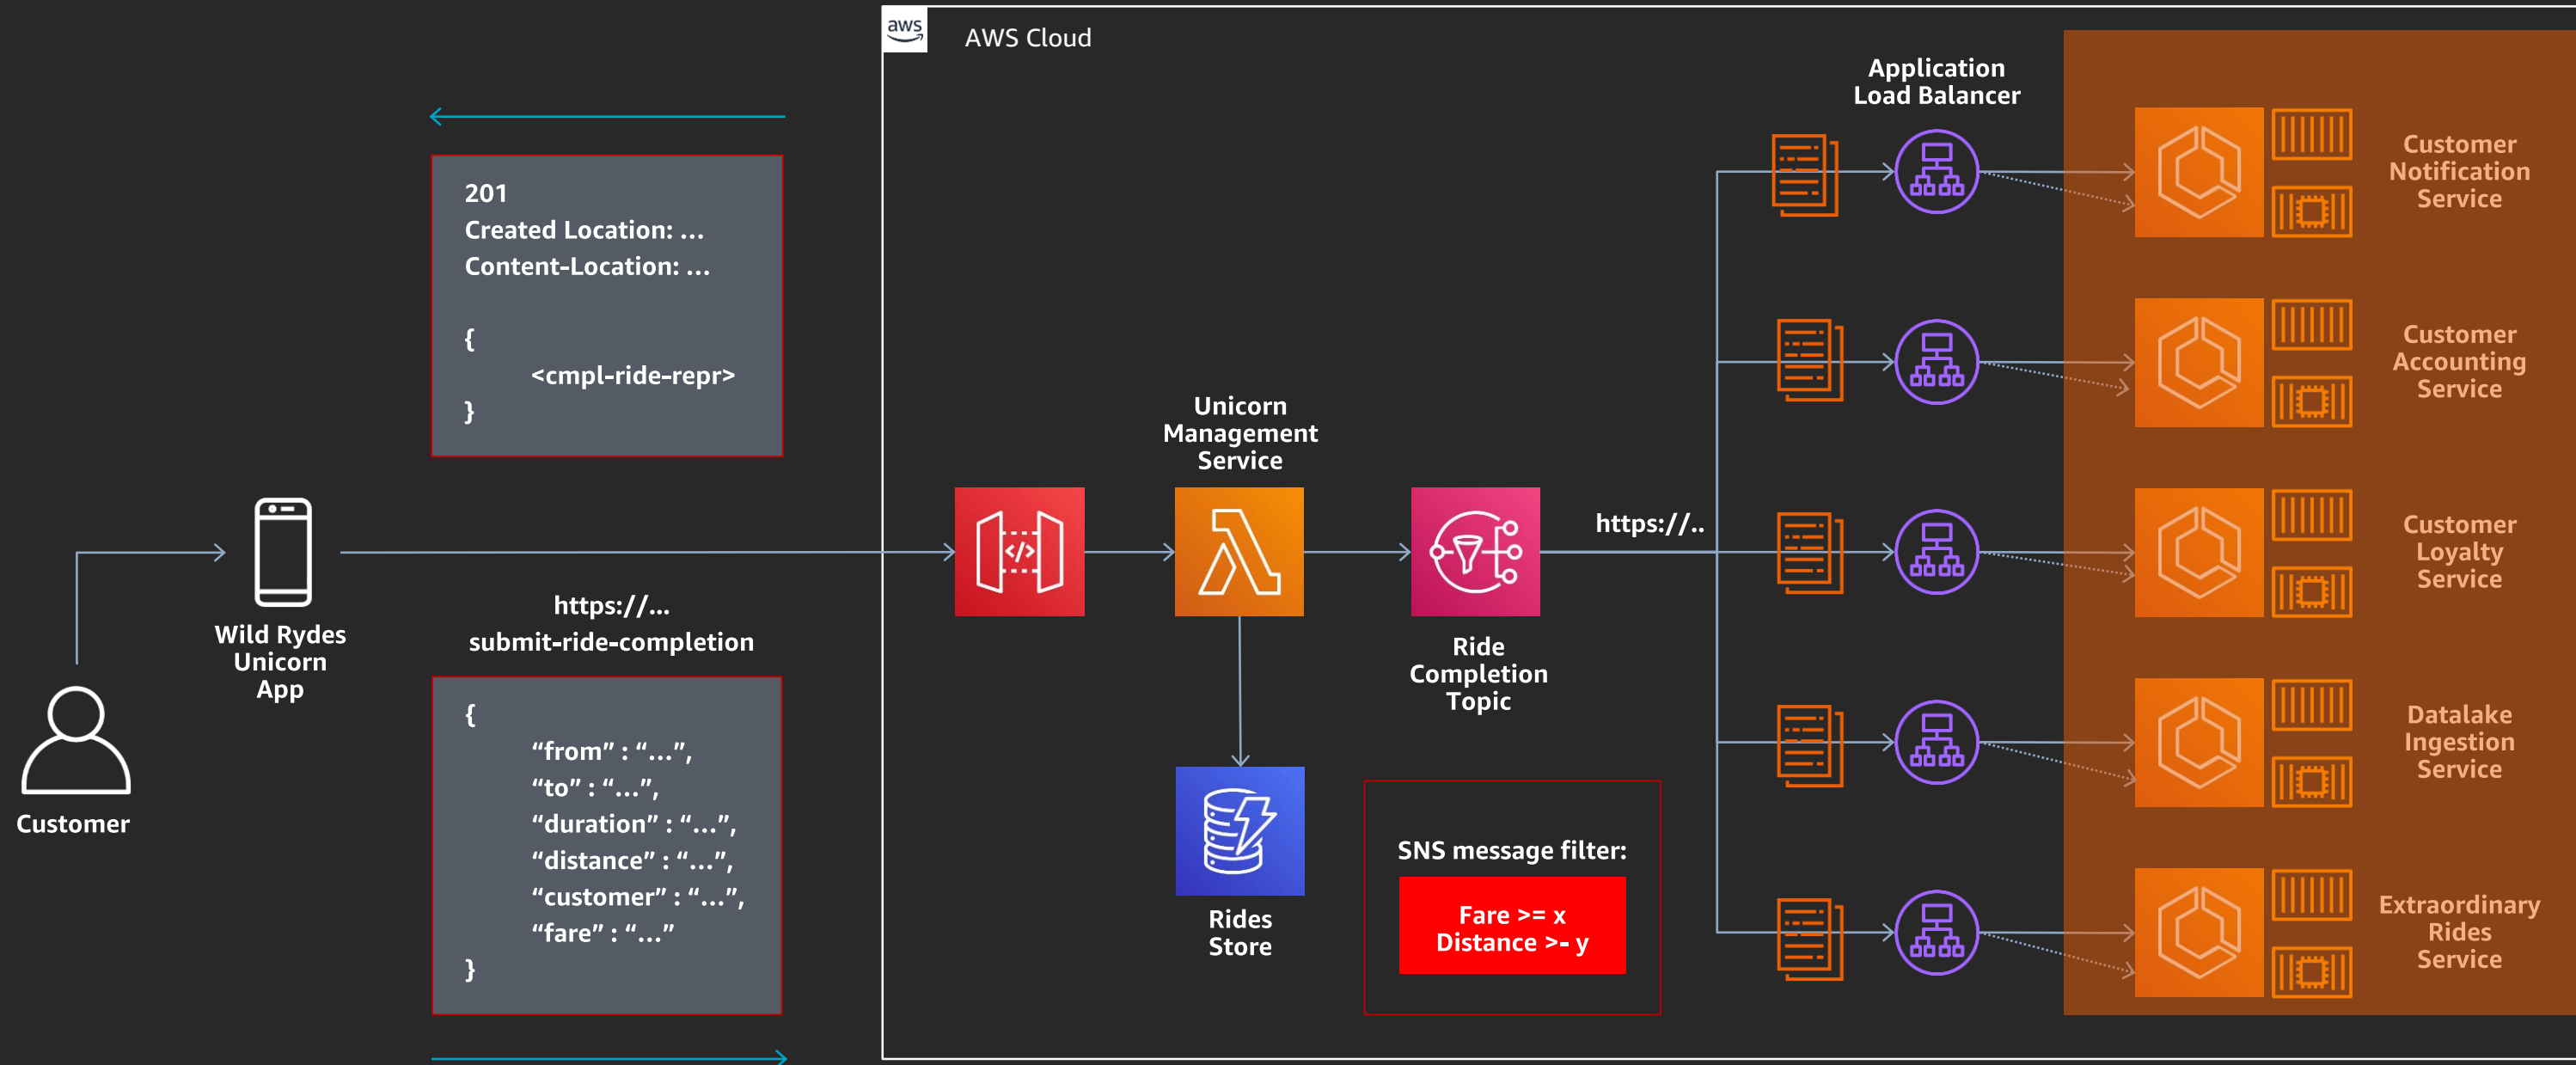 aws
AWS Cloud
Application
Load Balancer
201
Created Location: ...
Content-Location: ...
{
<cmpl-ride-repr>
}
Customer
Notification
Service
Customer
Accounting
Service
Unicorn
Management
Service
https://..
Customer
Loyalty
Service
Wild Rydes
Unicorn
App
https://...
submit-ride-completion
Ride
Completion
Topic
{
“from” : “...”,
“to” : “...”,
“duration” : “...”,
“distance” : “...”,
“customer” : “...”,
“fare” : “...”
}
Customer
Datalake
Ingestion
Service
Rides
Store
SNS message filter:
Fare >= x
Distance >- y
Extraordinary
Rides
Service